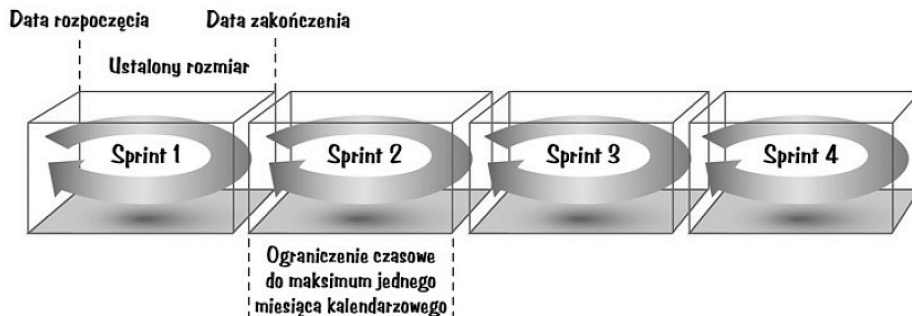 Data rozpoczęcia
Data zakończenia
Ustalony rozmiar
Sprint 1
Sprint 2
Sprint 3
Sprint 4
Ograniczenie czasowe
do maksimum jednego
miesiąca kalendarzowego